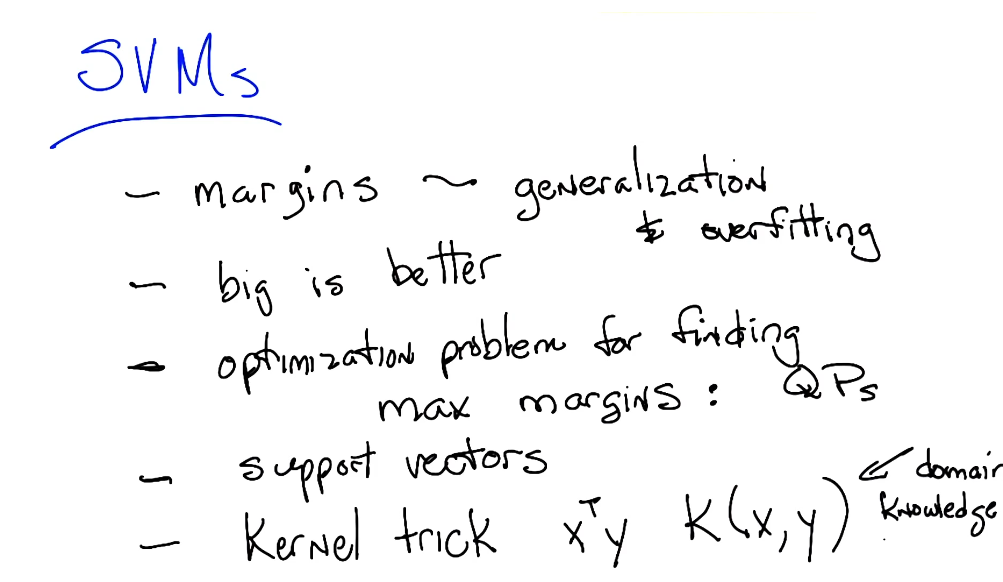 SVMs
- margins ~ generalization
& overfitting
- big is better
- optimization problem for finding
max margins: QPs
- support vectors
- Kernel trick xᵀy K(x,y) ↙ domain
knowledge